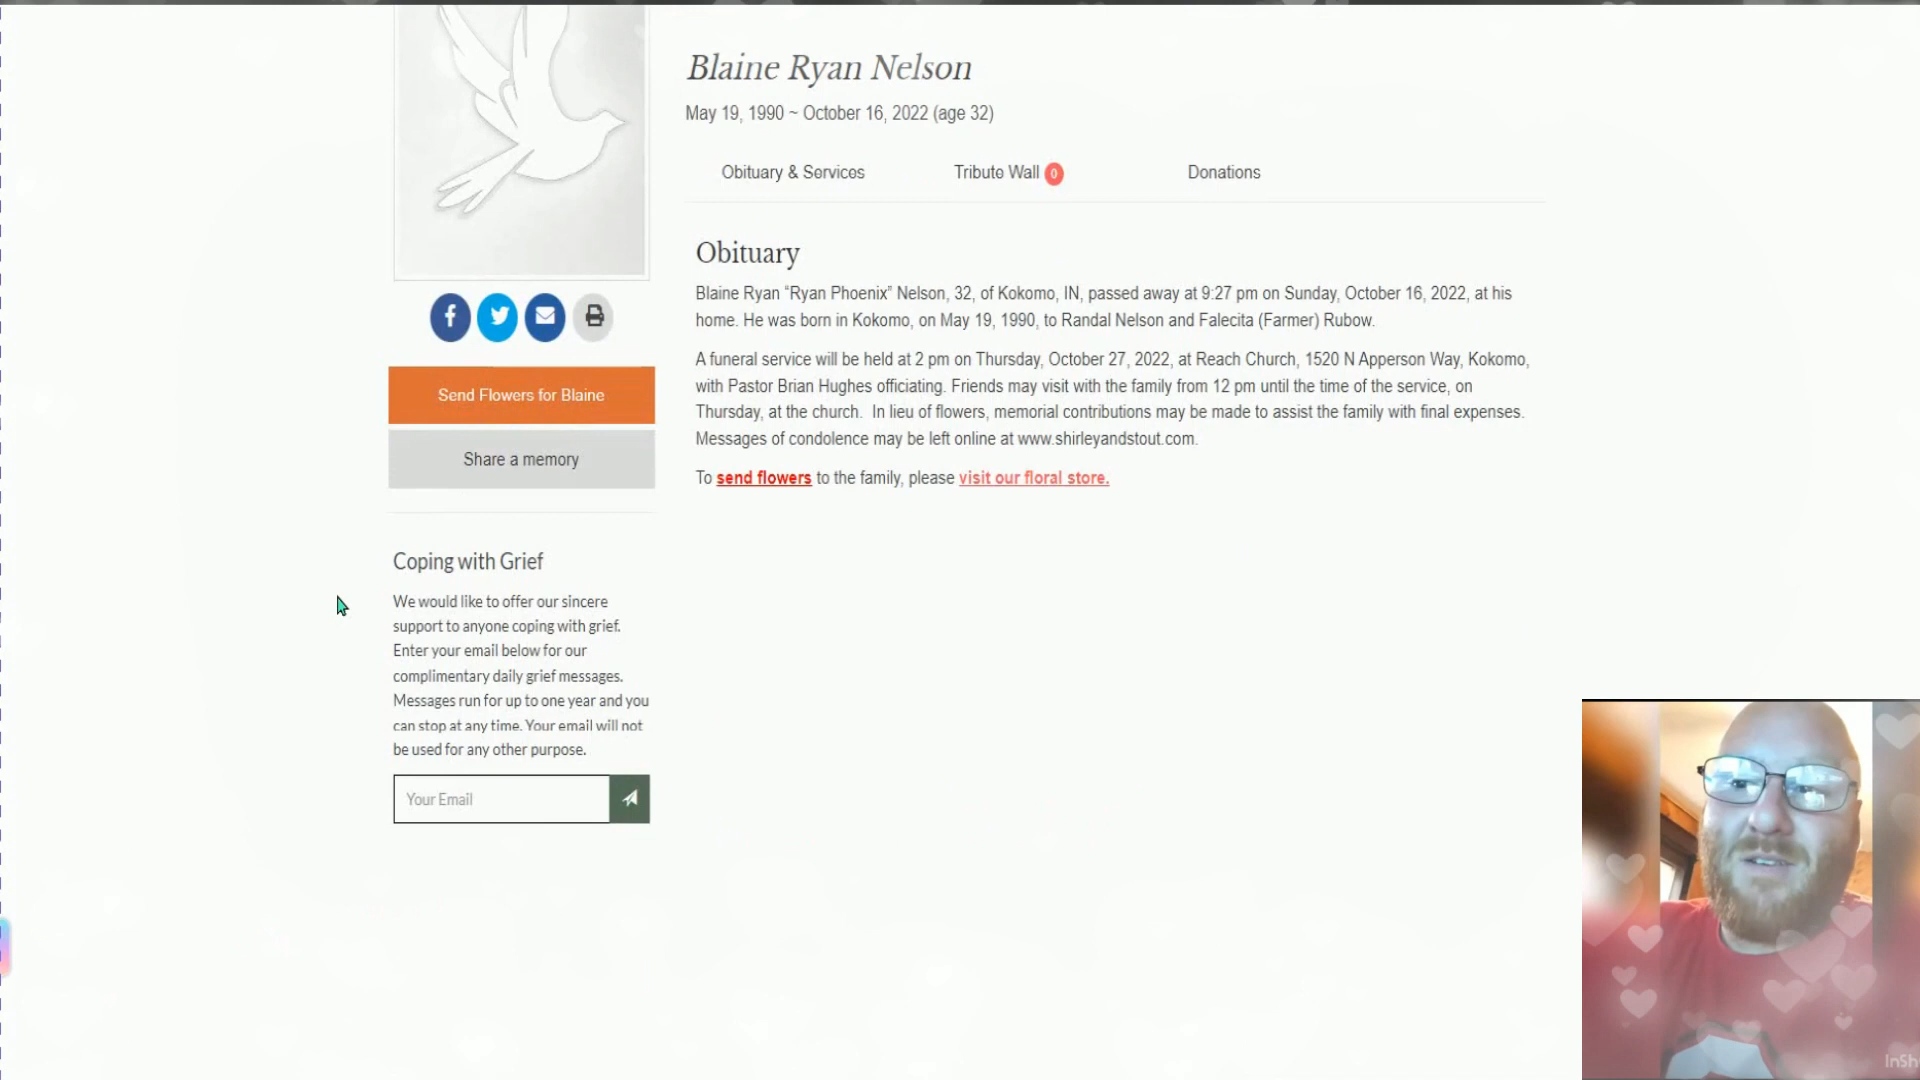 Blaine Ryan Nelson
May 19, 1990 ~ October 16, 2022 (age 32)
Obituary & Services
Tribute Wall 0
Donations
Obituary
Blaine Ryan “Ryan Phoenix” Nelson, 32, of Kokomo, IN, passed away at 9:27 pm on Sunday, October 16, 2022, at his
home. He was born in Kokomo, on May 19, 1990, to Randal Nelson and Falecita (Farmer) Rubow.
A funeral service will be held at 2 pm on Thursday, October 27, 2022, at Reach Church, 1520 N Apperson Way, Kokomo,
with Pastor Brian Hughes officiating. Friends may visit with the family from 12 pm until the time of the service, on
Thursday, at the church. In lieu of flowers, memorial contributions may be made to assist the family with final expenses.
Messages of condolence may be left online at www.shirleyandstout.com.
To send flowers to the family, please visit our floral store.
Send Flowers for Blaine
Share a memory
Coping with Grief
We would like to offer our sincere
support to anyone coping with grief.
Enter your email below for our
complimentary daily grief messages.
Messages run for up to one year and you
can stop at any time. Your email will not
be used for any other purpose.
Your Email
InSh